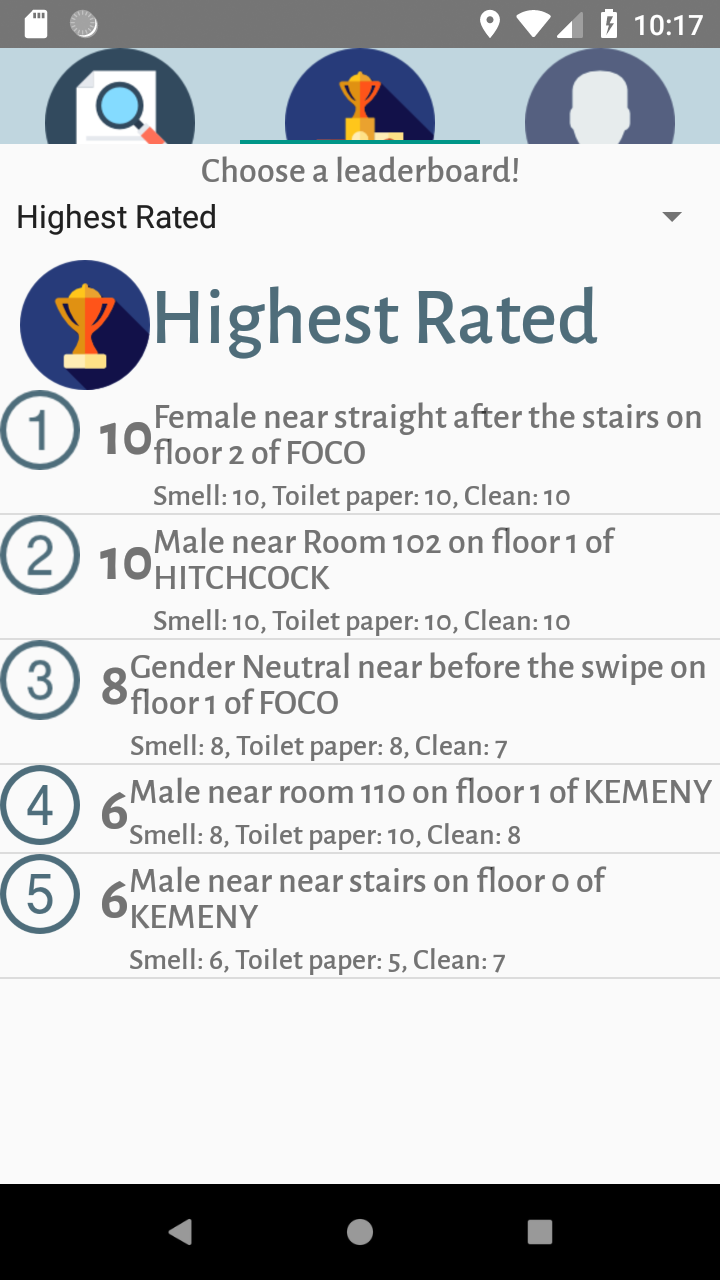 10:17
Choose a leaderboard!
Highest Rated
Highest Rated
1
10
Female near straight after the stairs on
floor 2 of FOCO
Smell: 10, Toilet paper: 10, Clean: 10
2
10
Male near Room 102 on floor 1 of
HITCHCOCK
Smell: 10, Toilet paper: 10, Clean: 10
3
8
Gender Neutral near before the swipe on
floor 1 of FOCO
Smell: 8, Toilet paper: 8, Clean: 7
4
6
Male near room 110 on floor 1 of KEMENY
Smell: 8, Toilet paper: 10, Clean: 8
5
6
Male near near stairs on floor 0 of
KEMENY
Smell: 6, Toilet paper: 5, Clean: 7